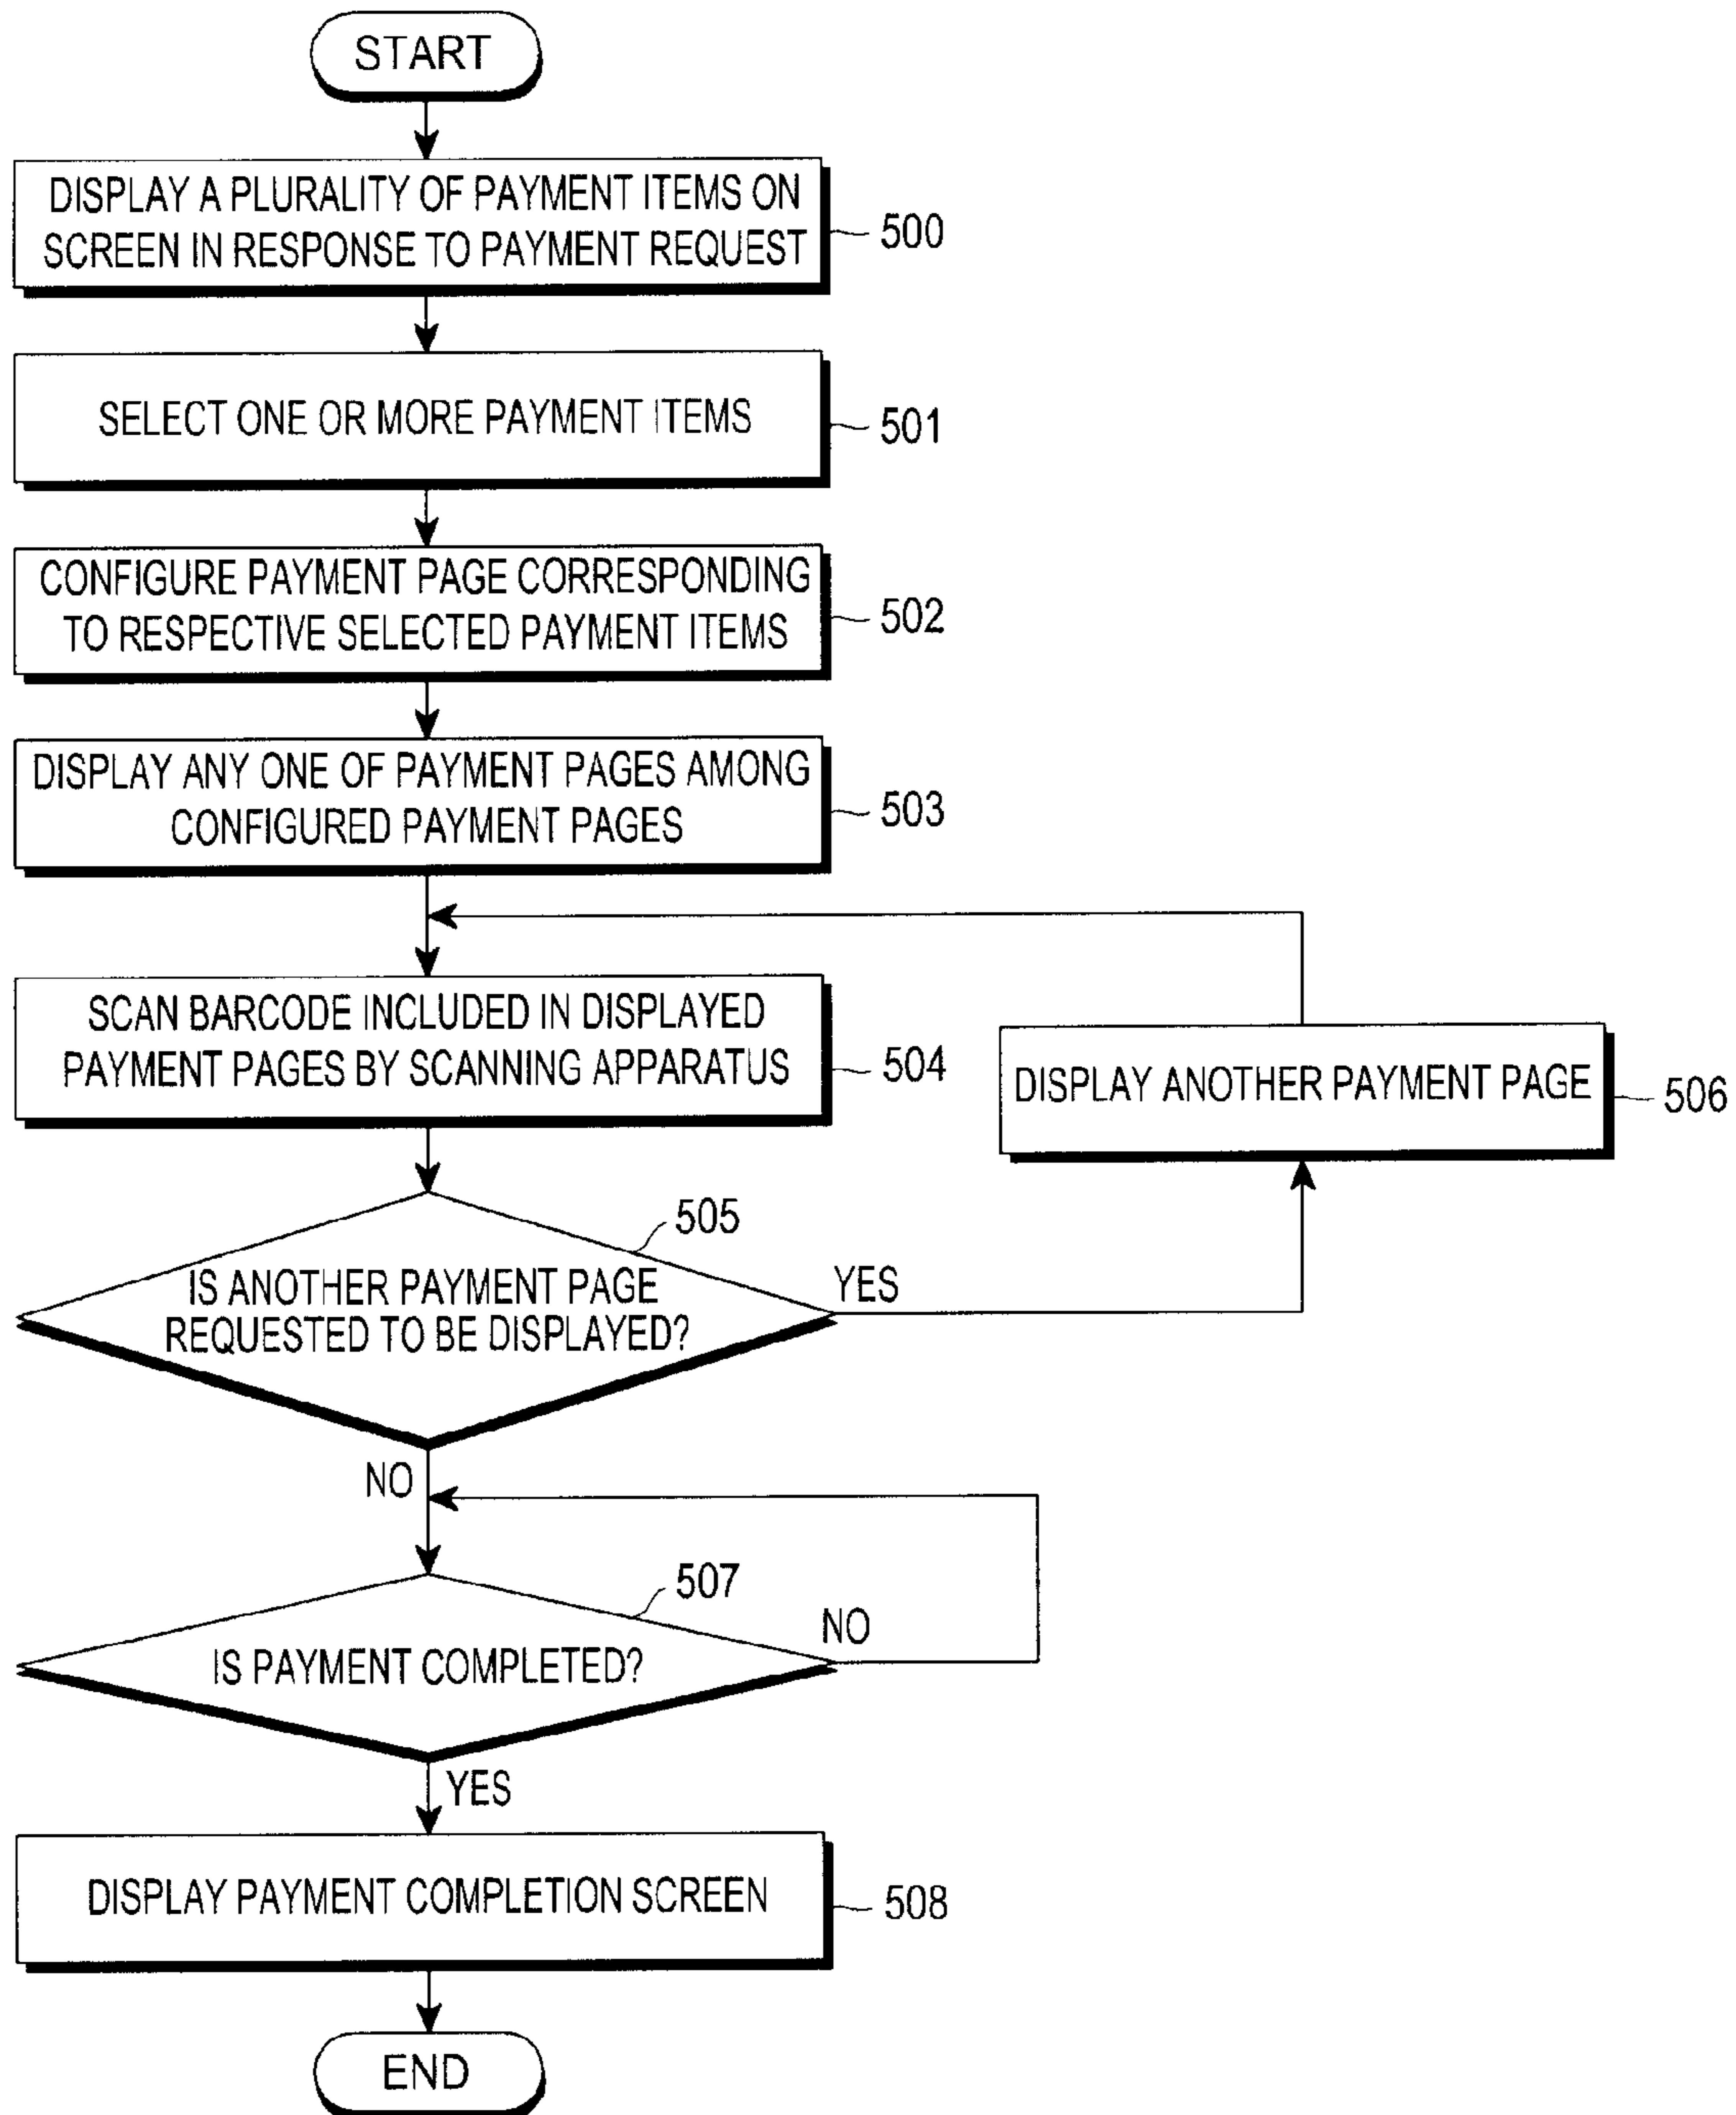 START
DISPLAY A PLURALITY OF PAYMENT ITEMS ON
SCREEN IN RESPONSE TO PAYMENT REQUEST
500
SELECT ONE OR MORE PAYMENT ITEMS
501
CONFIGURE PAYMENT PAGE CORRESPONDING
TO RESPECTIVE SELECTED PAYMENT ITEMS
502
DISPLAY ANY ONE OF PAYMENT PAGES AMONG
CONFIGURED PAYMENT PAGES
503
SCAN BARCODE INCLUDED IN DISPLAYED
PAYMENT PAGES BY SCANNING APPARATUS
504
DISPLAY ANOTHER PAYMENT PAGE
506
505
IS ANOTHER PAYMENT PAGE
REQUESTED TO BE DISPLAYED?
YES
NO
507
IS PAYMENT COMPLETED?
NO
YES
DISPLAY PAYMENT COMPLETION SCREEN
508
END